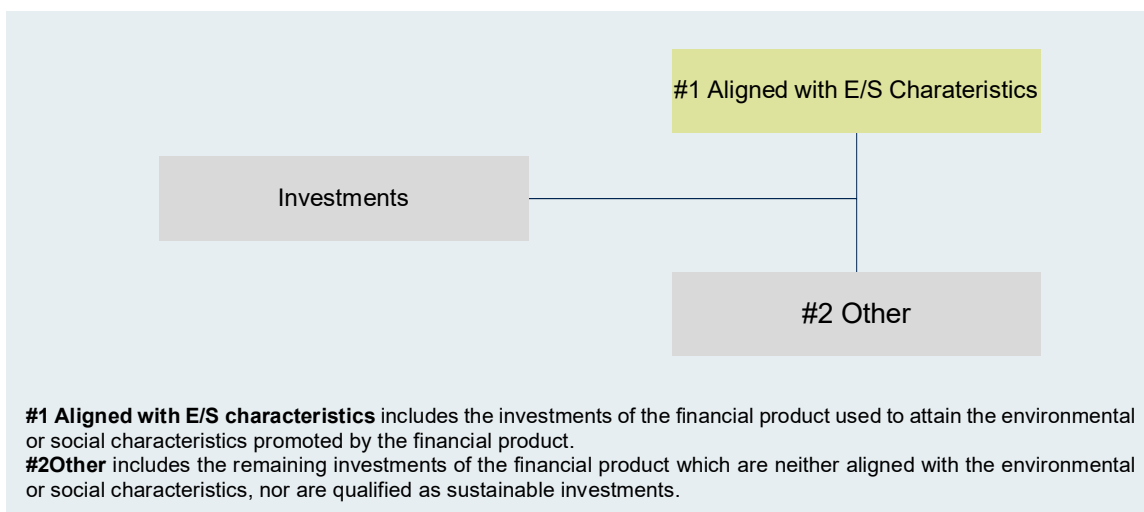 #1 Aligned with E/S Charateristics
Investments
#2 Other
#1 Aligned with E/S characteristics includes the investments of the financial product used to attain the environmental
or social characteristics promoted by the financial product.
#2Other includes the remaining investments of the financial product which are neither aligned with the environmental
or social characteristics, nor are qualified as sustainable investments.